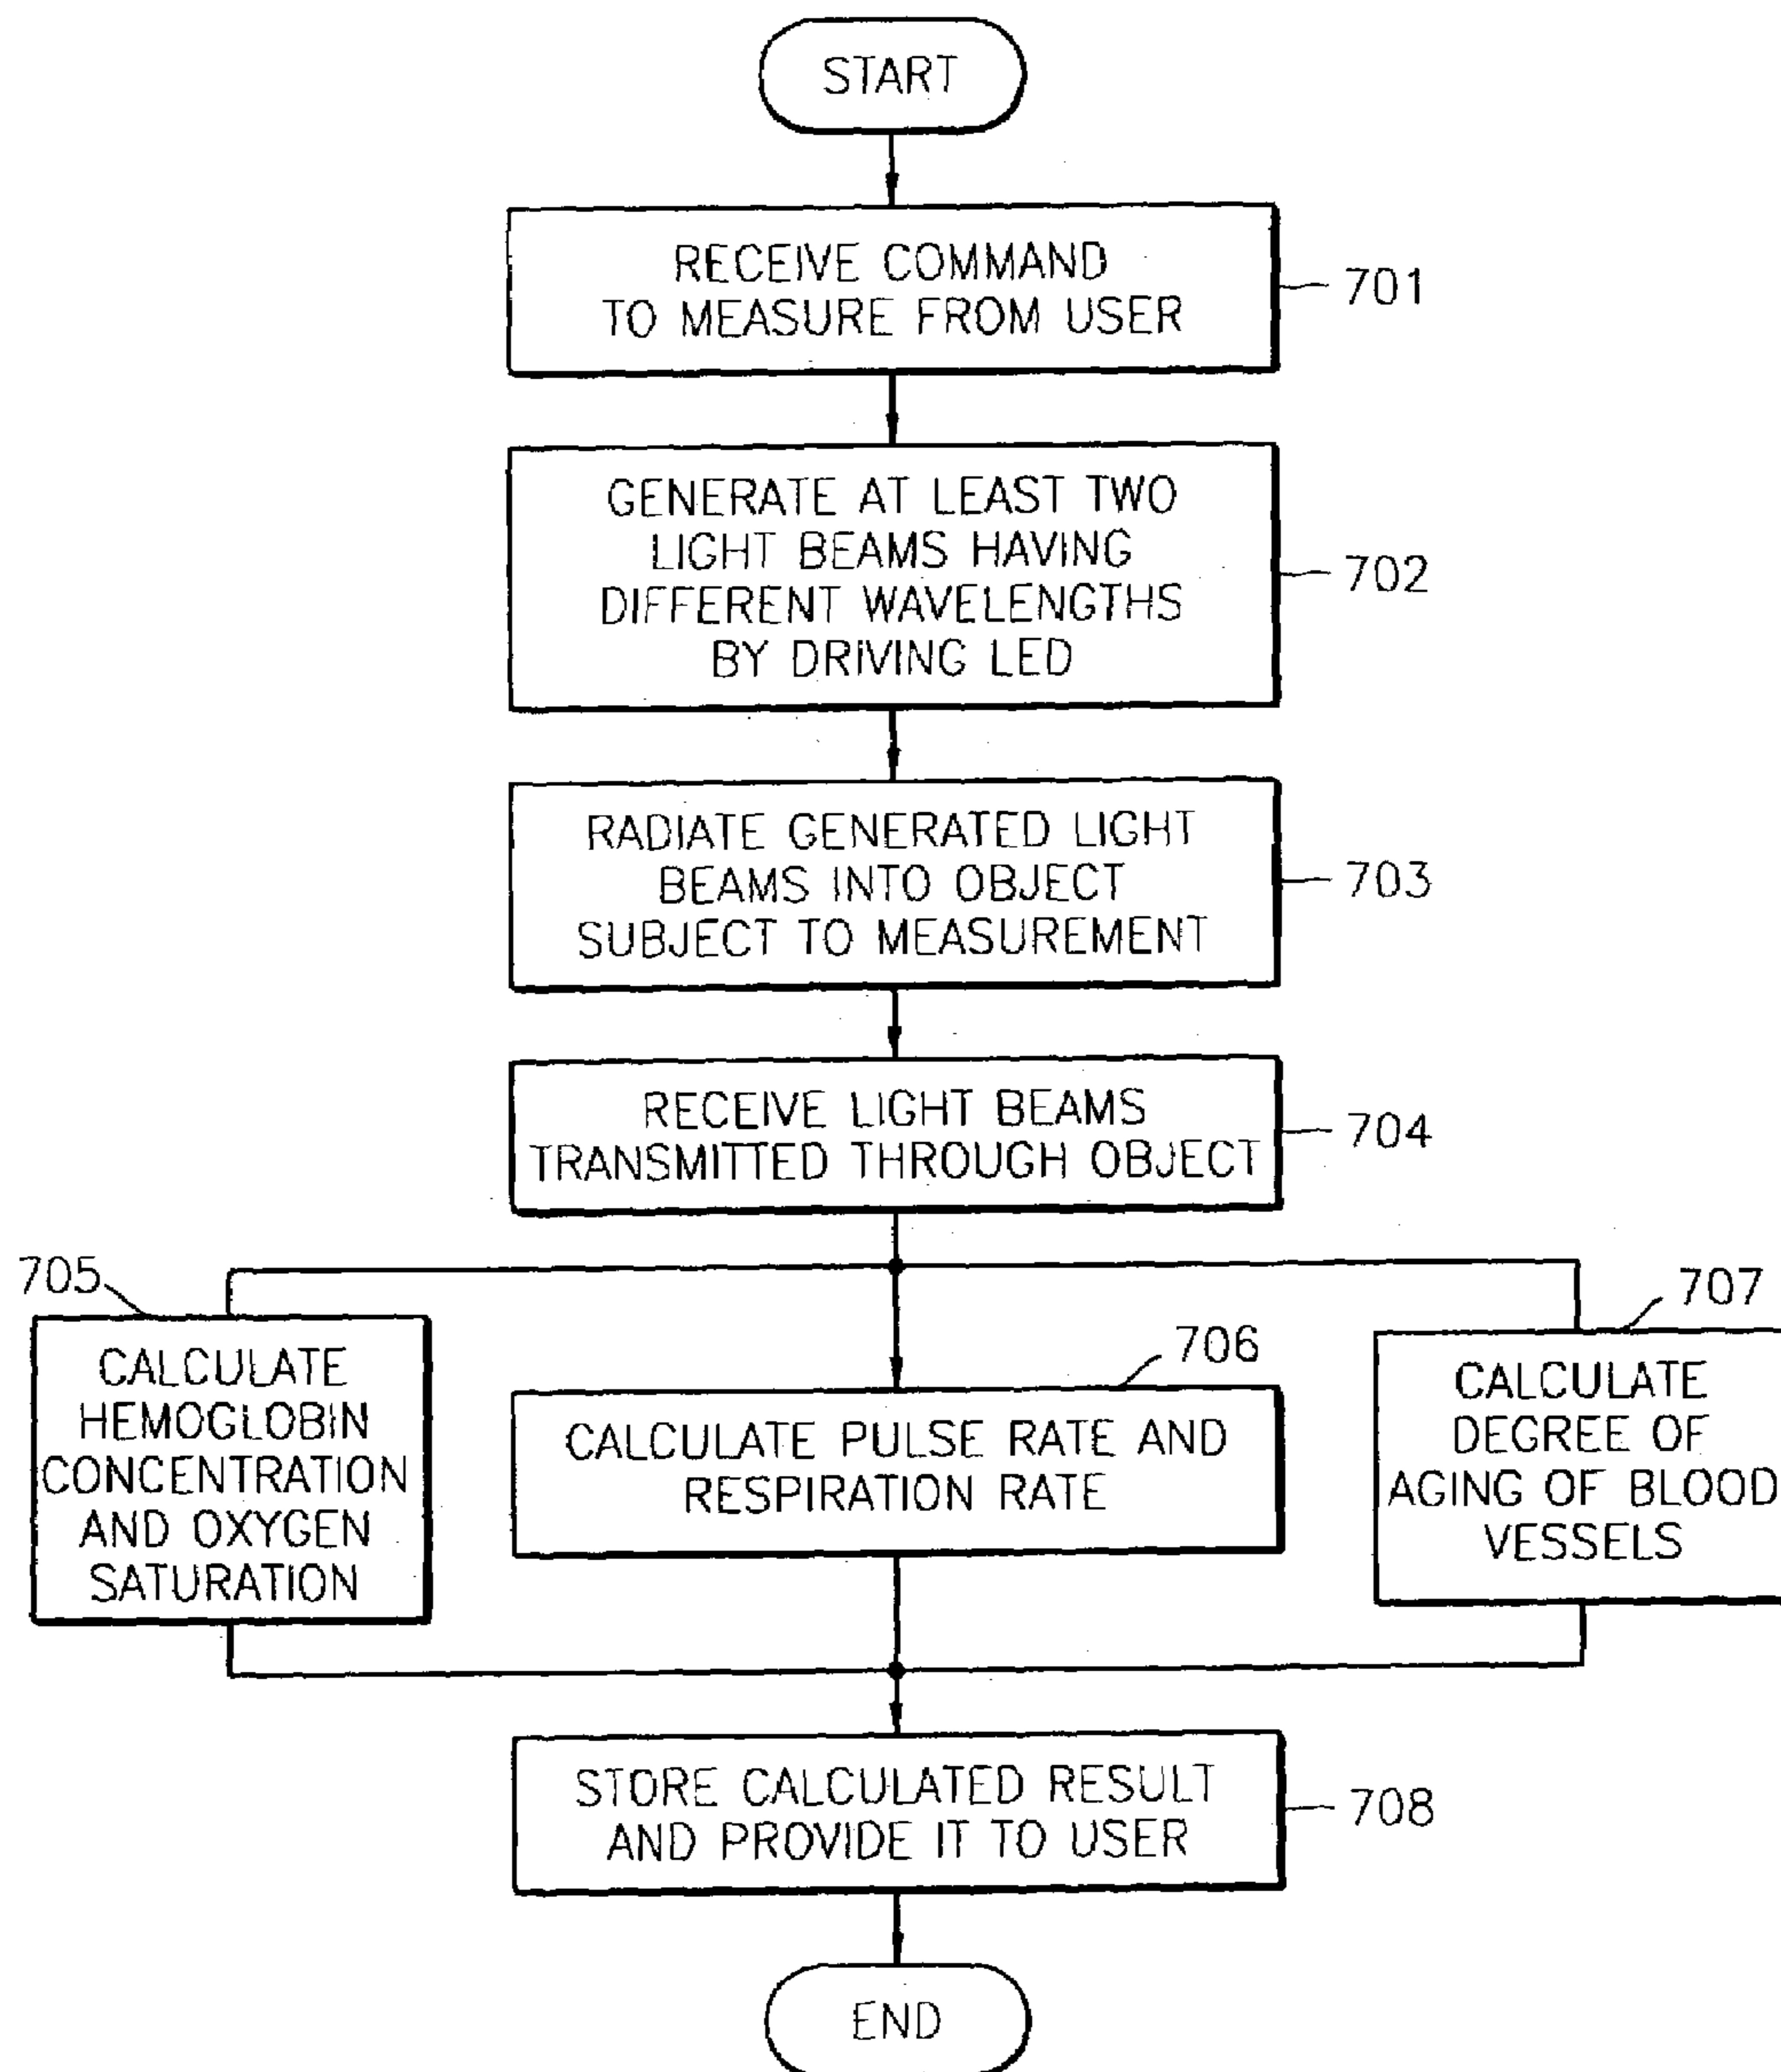 START
RECEIVE COMMAND
TO MEASURE FROM USER
701
GENERATE AT LEAST TWO
LIGHT BEAMS HAVING
DIFFERENT WAVELENGTHS
BY DRIVING LED
702
RADIATE GENERATED LIGHT
BEAMS INTO OBJECT
SUBJECT TO MEASUREMENT
703
RECEIVE LIGHT BEAMS
TRANSMITTED THROUGH OBJECT
704
705
CALCULATE
HEMOGLOBIN
CONCENTRATION
AND OXYGEN
SATURATION
706
CALCULATE PULSE RATE AND
RESPIRATION RATE
707
CALCULATE
DEGREE OF
AGING OF BLOOD
VESSELS
STORE CALCULATED RESULT
AND PROVIDE IT TO USER
708
END